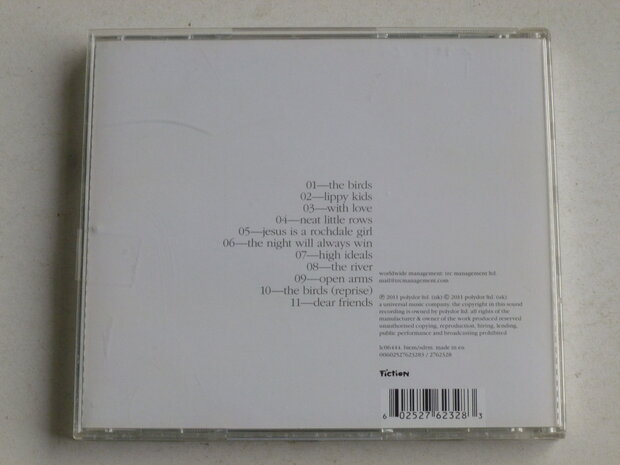 01—the birds
02—lippy kids
03—with love
04—neat little rows
05—jesus is a rochdale girl
06—the night will always win
07—high ideals
08—the river
09—open arms
10—the birds (reprise)
11—dear friends
worldwide management: trc management ltd.
mail@trcmanagement.com
℗ 2011 polydor ltd. (uk) © 2011 polydor ltd. (uk)
a universal music company. the copyright in this sound
recording is owned by polydor ltd. all rights of the
manufacturer & owner of the work produced reserved.
unauthorised copying, reproduction, hiring, lending,
public performance and broadcasting prohibited
lc06444. made in eu.
00602527623283 / 2762328
Fiction
6 02527 62328 3